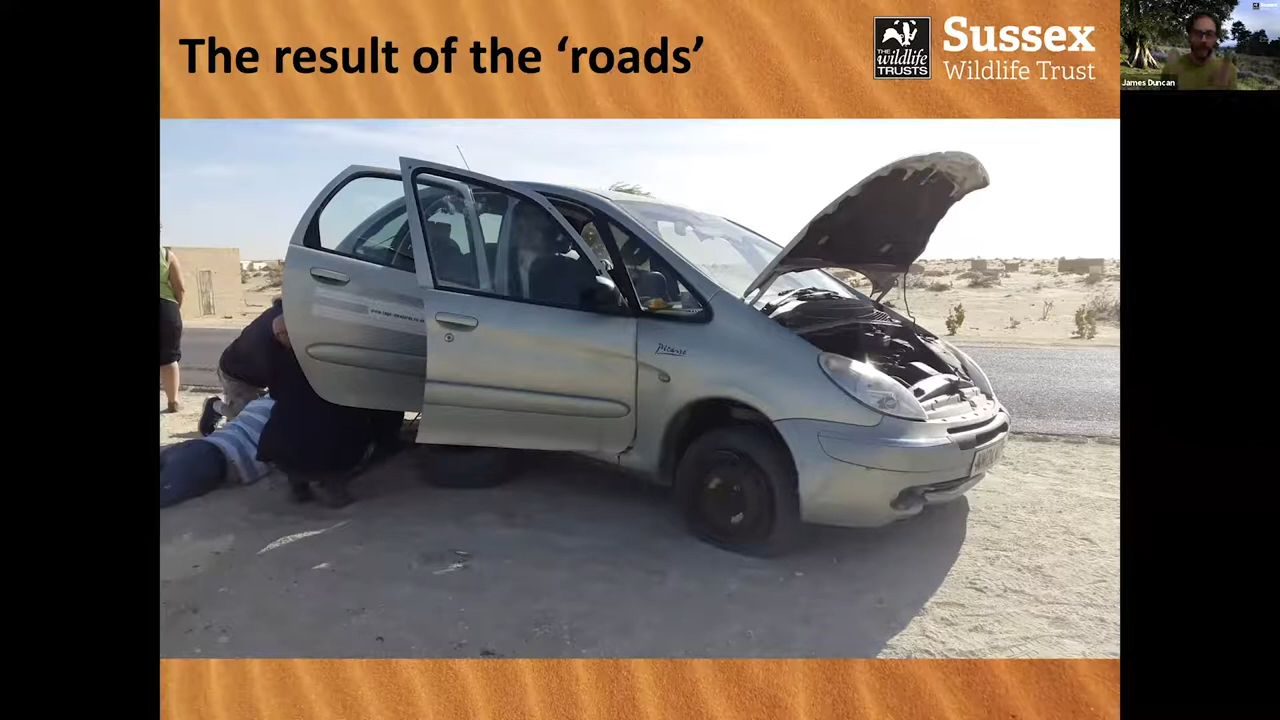 The result of the ‘roads’
THE
wildlife
TRUSTS
Sussex
Wildlife Trust
James Duncan
Picasso